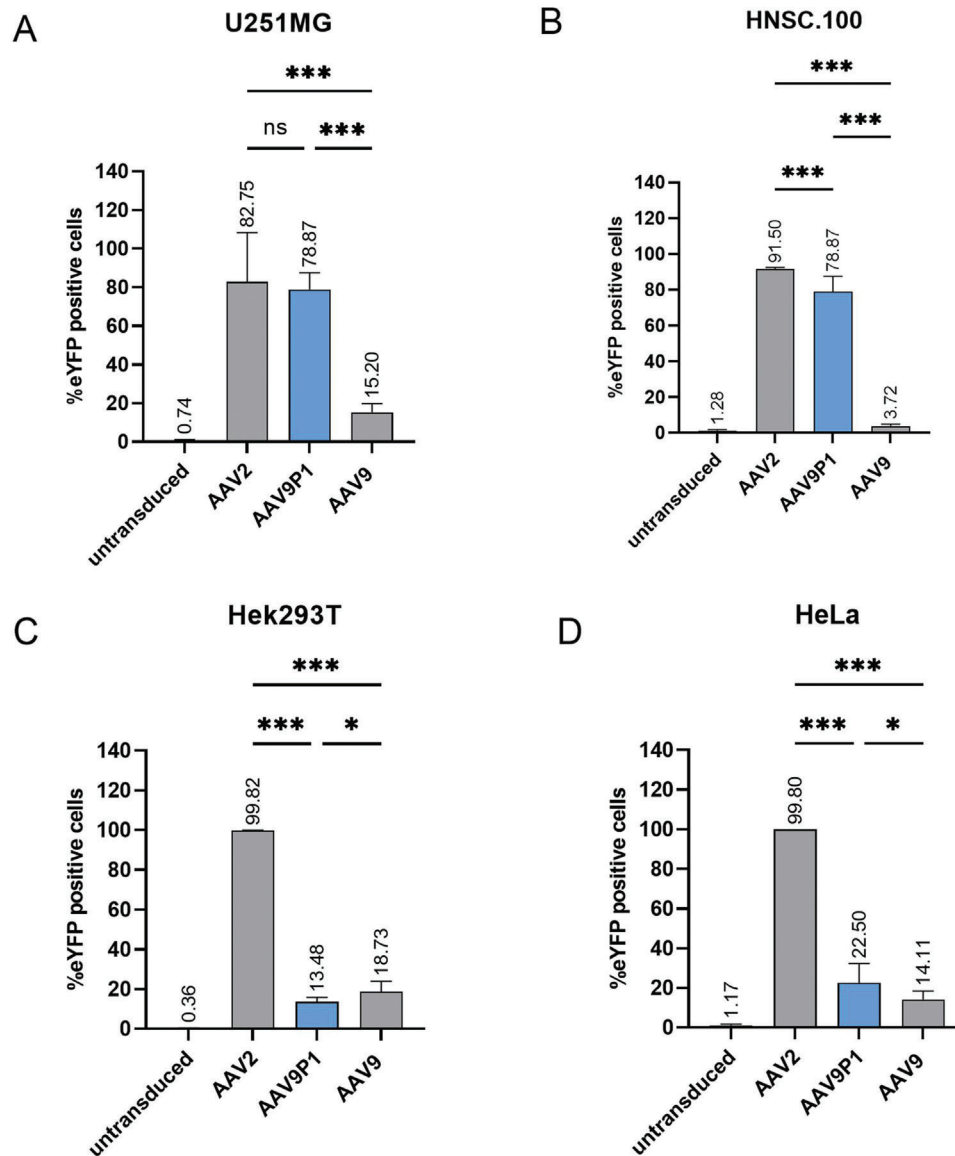 A
U251MG
***
ns
***
%eYFP positive cells
140
120
100
80
60
40
20
0
0.74
82.75
78.87
15.20
untransduced
AAV2
AAV9P1
AAV9
B
HNSC.100
***
***
***
%eYFP positive cells
140
120
100
80
60
40
20
0
1.28
91.50
78.87
3.72
untransduced
AAV2
AAV9P1
AAV9
C
Hek293T
***
***
*
%eYFP positive cells
140
120
100
80
60
40
20
0
0.36
99.82
13.48
18.73
untransduced
AAV2
AAV9P1
AAV9
D
HeLa
***
***
*
%eYFP positive cells
140
120
100
80
60
40
20
0
1.17
99.80
22.50
14.11
untransduced
AAV2
AAV9P1
AAV9